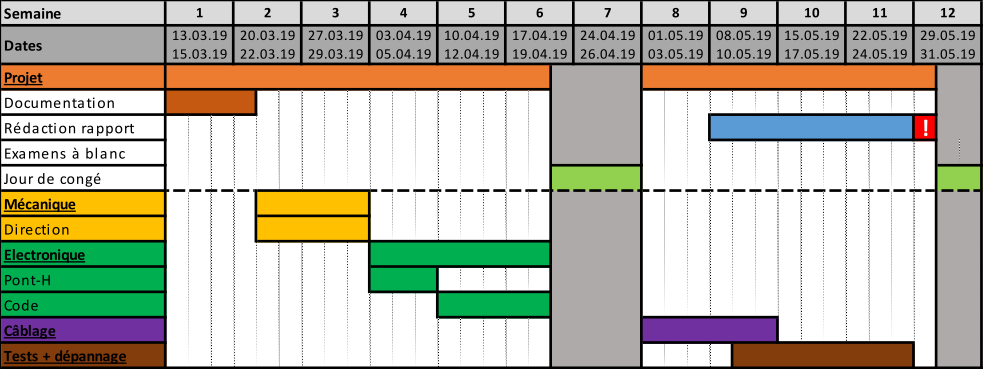 Semaine 1 2 3 4 5 6 7 8 9 10 11 12
Dates 13.03.19 20.03.19 27.03.19 03.04.19 10.04.19 17.04.19 24.04.19 01.05.19 08.05.19 15.05.19 22.05.19 29.05.19
15.03.19 22.03.19 29.03.19 05.04.19 12.04.19 19.04.19 26.04.19 03.05.19 10.05.19 17.05.19 24.05.19 31.05.19
Projet
Documentation
Rédaction rapport !
Examens à blanc
Jour de congé
Mécanique
Direction
Electronique
Pont-H
Code
Câblage
Tests + dépannage